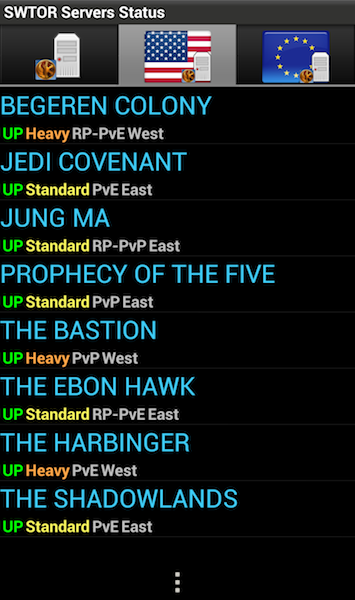 SWTOR Servers Status
BEGEREN COLONY
UP Heavy RP-PvE West
JEDI COVENANT
UP Standard PvE East
JUNG MA
UP Standard RP-PvP East
PROPHECY OF THE FIVE
UP Standard PvP East
THE BASTION
UP Heavy PvP West
THE EBON HAWK
UP Standard RP-PvE East
THE HARBINGER
UP Heavy PvE West
THE SHADOWLANDS
UP Standard PvE East